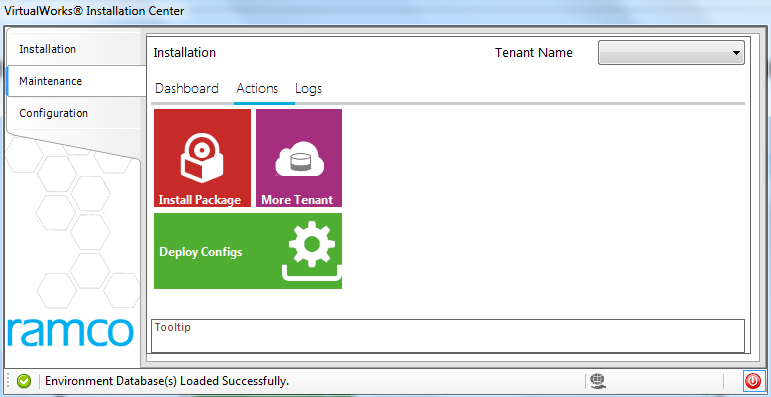 VirtualWorks® Installation Center
Installation
Maintenance
Configuration
Installation Tenant Name
Dashboard Actions Logs
Install Package More Tenant
Deploy Configs
Tooltip
ramco
Environment Database(s) Loaded Successfully.